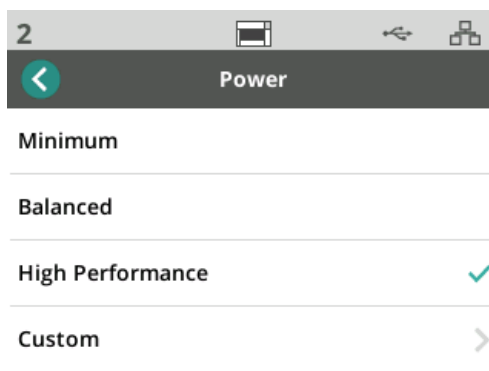 2
Power
Minimum
Balanced
High Performance
Custom